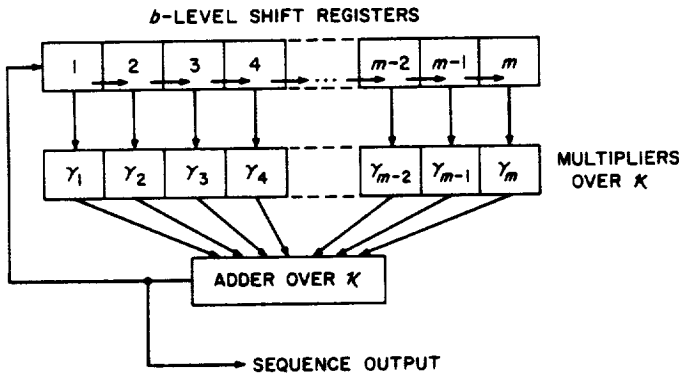 b-LEVEL SHIFT REGISTERS
1 2 3 4 ... m-2 m-1 m
γ1 γ2 γ3 γ4 γm-2 γm-1 γm
MULTIPLIERS
OVER K
ADDER OVER K
SEQUENCE OUTPUT